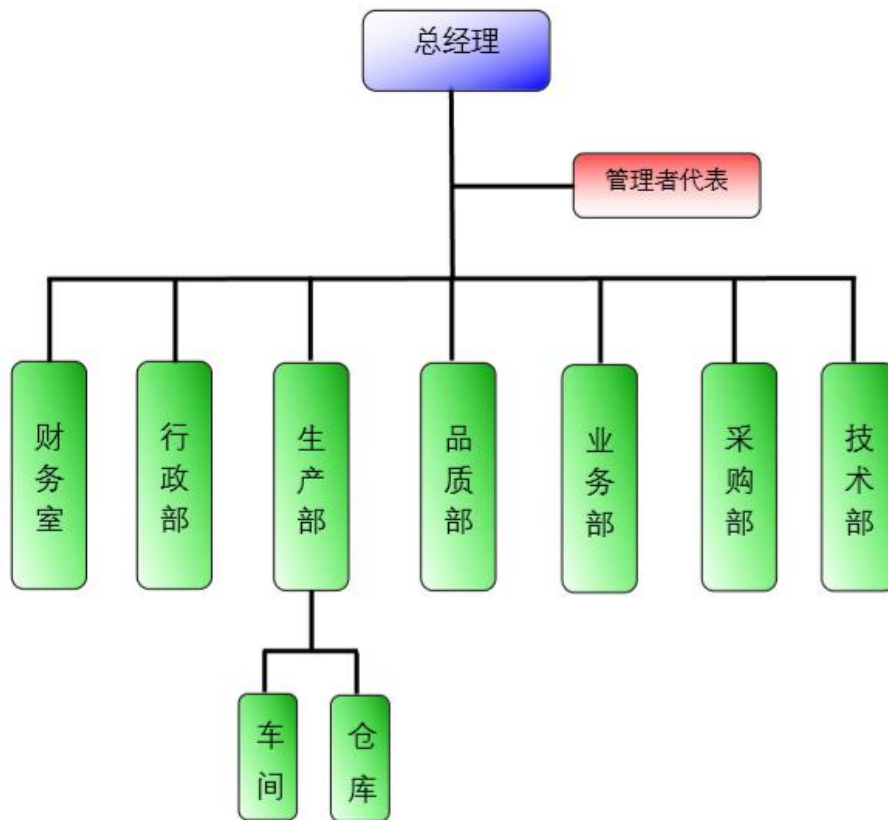 总经理
管理者代表
财务室
行政部
生产部
品质部
业务部
采购部
技术部
车间
仓库